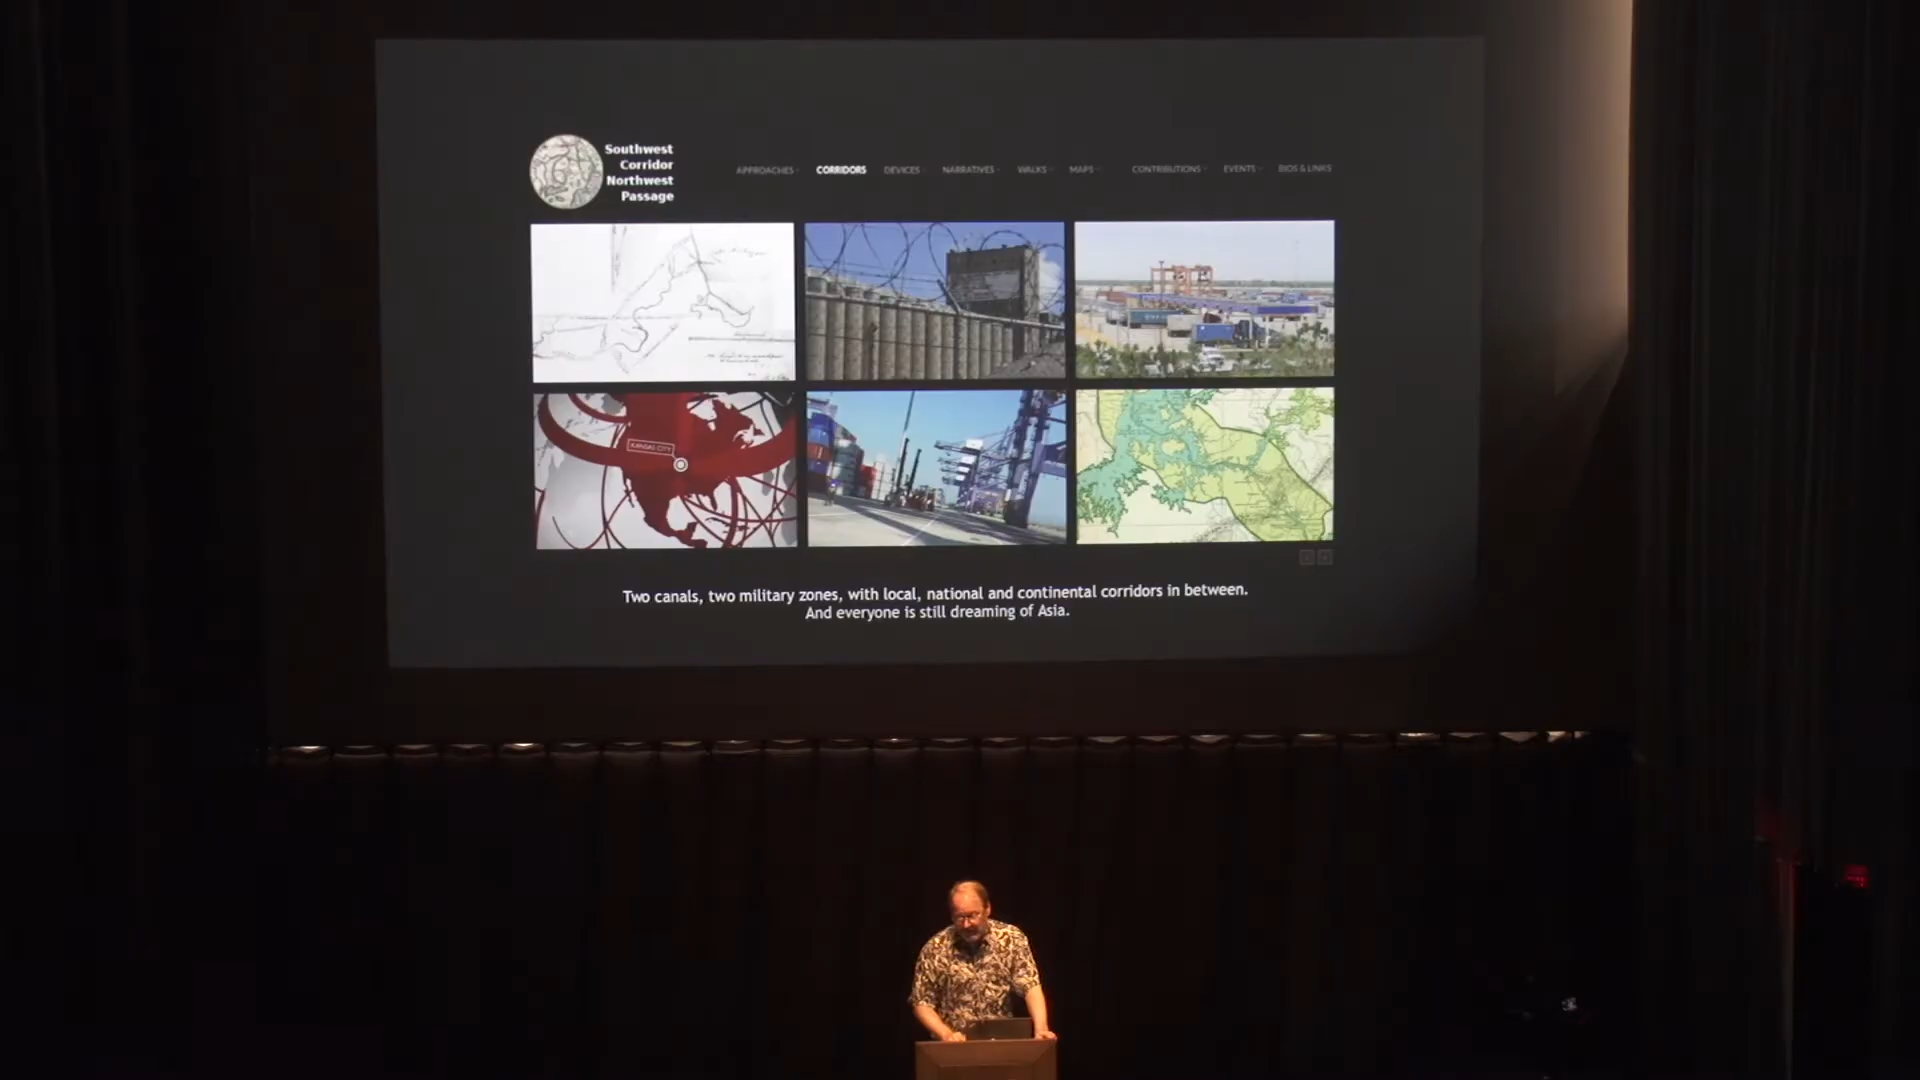 Southwest
Corridor
Northwest
Passage
APPROACHES
CORRIDORS
DEVICES
NARRATIVES
WALKS
MAPS
CONTRIBUTIONS
EVENTS
BIOS & LINKS
KANSAS CITY
Two canals, two military zones, with local, national and continental corridors in between.
And everyone is still dreaming of Asia.